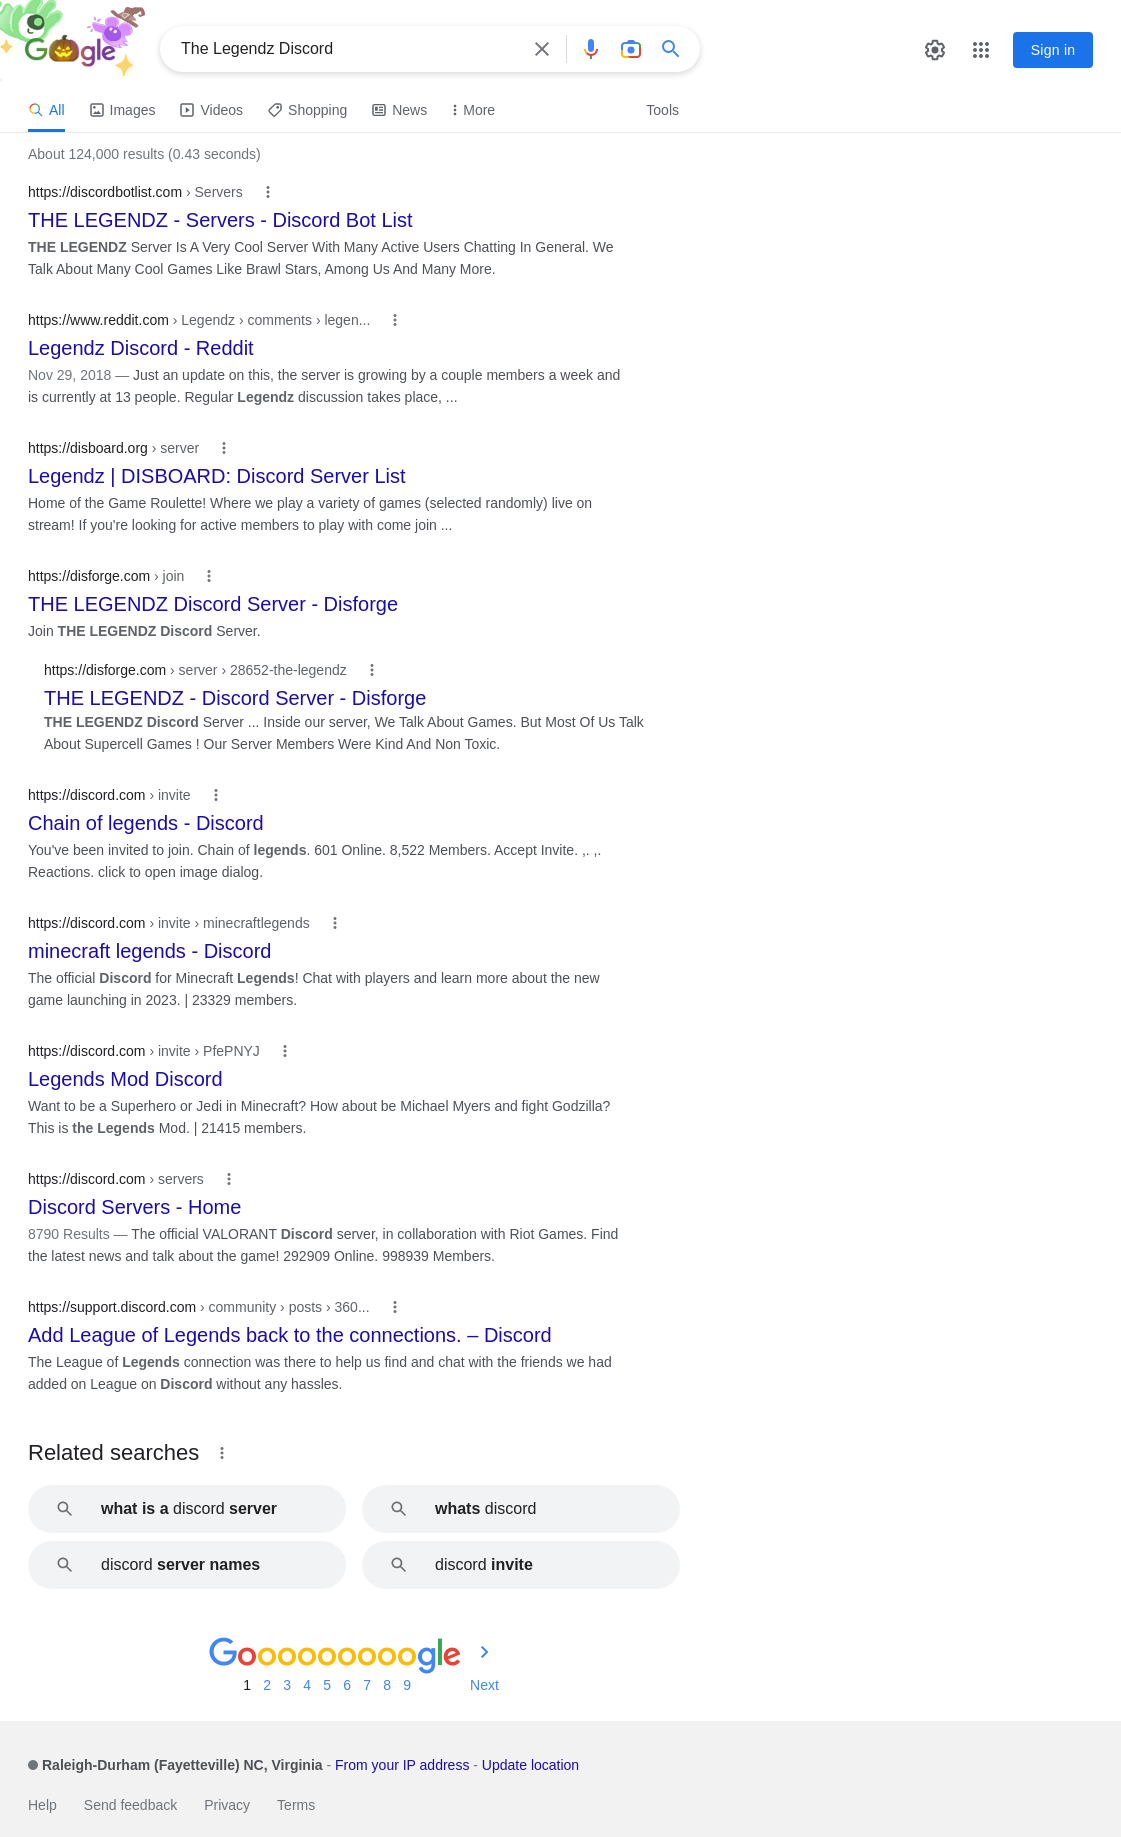 Google
The Legendz Discord
Sign in
All Images Videos Shopping News More Tools
About 124,000 results (0.43 seconds)
https://discordbotlist.com › Servers
THE LEGENDZ - Servers - Discord Bot List
THE LEGENDZ Server Is A Very Cool Server With Many Active Users Chatting In General. We
Talk About Many Cool Games Like Brawl Stars, Among Us And Many More.
https://www.reddit.com › Legendz › comments › legen...
Legendz Discord - Reddit
Nov 29, 2018 — Just an update on this, the server is growing by a couple members a week and
is currently at 13 people. Regular Legendz discussion takes place, ...
https://disboard.org › server
Legendz | DISBOARD: Discord Server List
Home of the Game Roulette! Where we play a variety of games (selected randomly) live on
stream! If you're looking for active members to play with come join ...
https://disforge.com › join
THE LEGENDZ Discord Server - Disforge
Join THE LEGENDZ Discord Server.
https://disforge.com › server › 28652-the-legendz
THE LEGENDZ - Discord Server - Disforge
THE LEGENDZ Discord Server ... Inside our server, We Talk About Games. But Most Of Us Talk
About Supercell Games ! Our Server Members Were Kind And Non Toxic.
https://discord.com › invite
Chain of legends - Discord
You've been invited to join. Chain of legends. 601 Online. 8,522 Members. Accept Invite. ,. ,.
Reactions. click to open image dialog.
https://discord.com › invite › minecraftlegends
minecraft legends - Discord
The official Discord for Minecraft Legends! Chat with players and learn more about the new
game launching in 2023. | 23329 members.
https://discord.com › invite › PfePNYJ
Legends Mod Discord
Want to be a Superhero or Jedi in Minecraft? How about be Michael Myers and fight Godzilla?
This is the Legends Mod. | 21415 members.
https://discord.com › servers
Discord Servers - Home
8790 Results — The official VALORANT Discord server, in collaboration with Riot Games. Find
the latest news and talk about the game! 292909 Online. 998939 Members.
https://support.discord.com › community › posts › 360...
Add League of Legends back to the connections. – Discord
The League of Legends connection was there to help us find and chat with the friends we had
added on League on Discord without any hassles.
Related searches
what is a discord server
whats discord
discord server names
discord invite
Goooooooooogle
1 2 3 4 5 6 7 8 9 Next
Raleigh-Durham (Fayetteville) NC, Virginia - From your IP address - Update location
Help Send feedback Privacy Terms